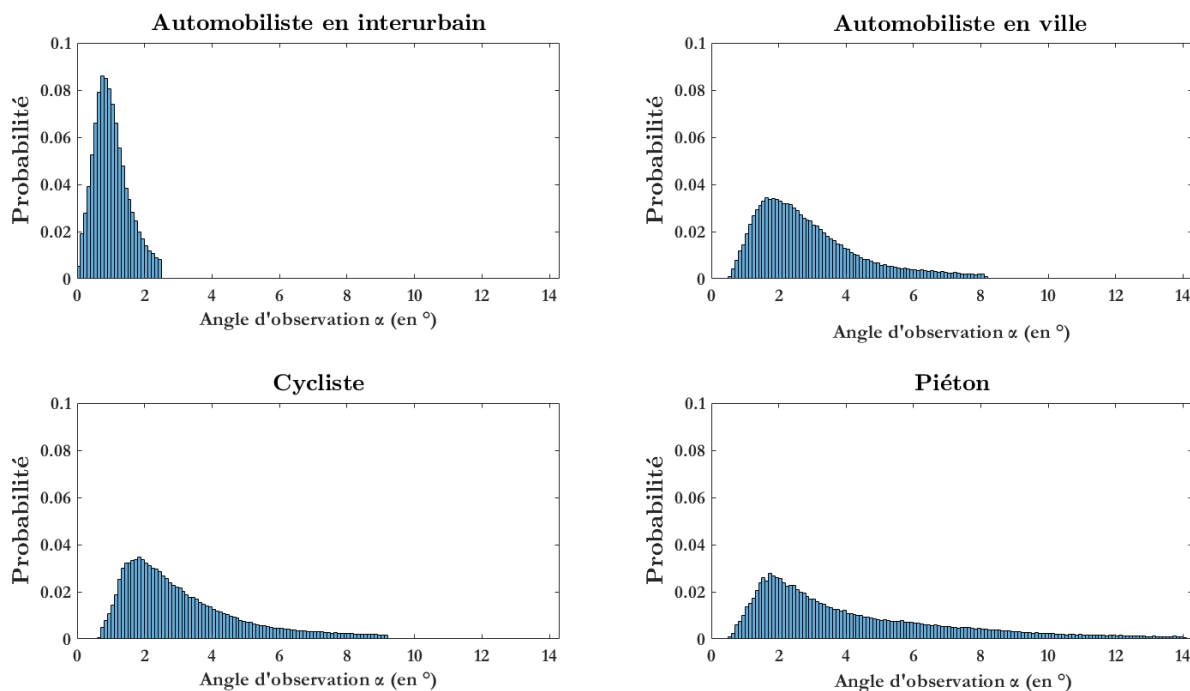 Automobiliste en interurbain
0.1
0.08
0.06
0.04
0.02
0
Probabilité
0 2 4 6 8 10 12 14
Angle d'observation α (en °)
Automobiliste en ville
0.1
0.08
0.06
0.04
0.02
0
Probabilité
0 2 4 6 8 10 12 14
Angle d'observation α (en °)
Cycliste
0.1
0.08
0.06
0.04
0.02
0
Probabilité
0 2 4 6 8 10 12 14
Angle d'observation α (en °)
Piéton
0.1
0.08
0.06
0.04
0.02
0
Probabilité
0 2 4 6 8 10 12 14
Angle d'observation α (en °)